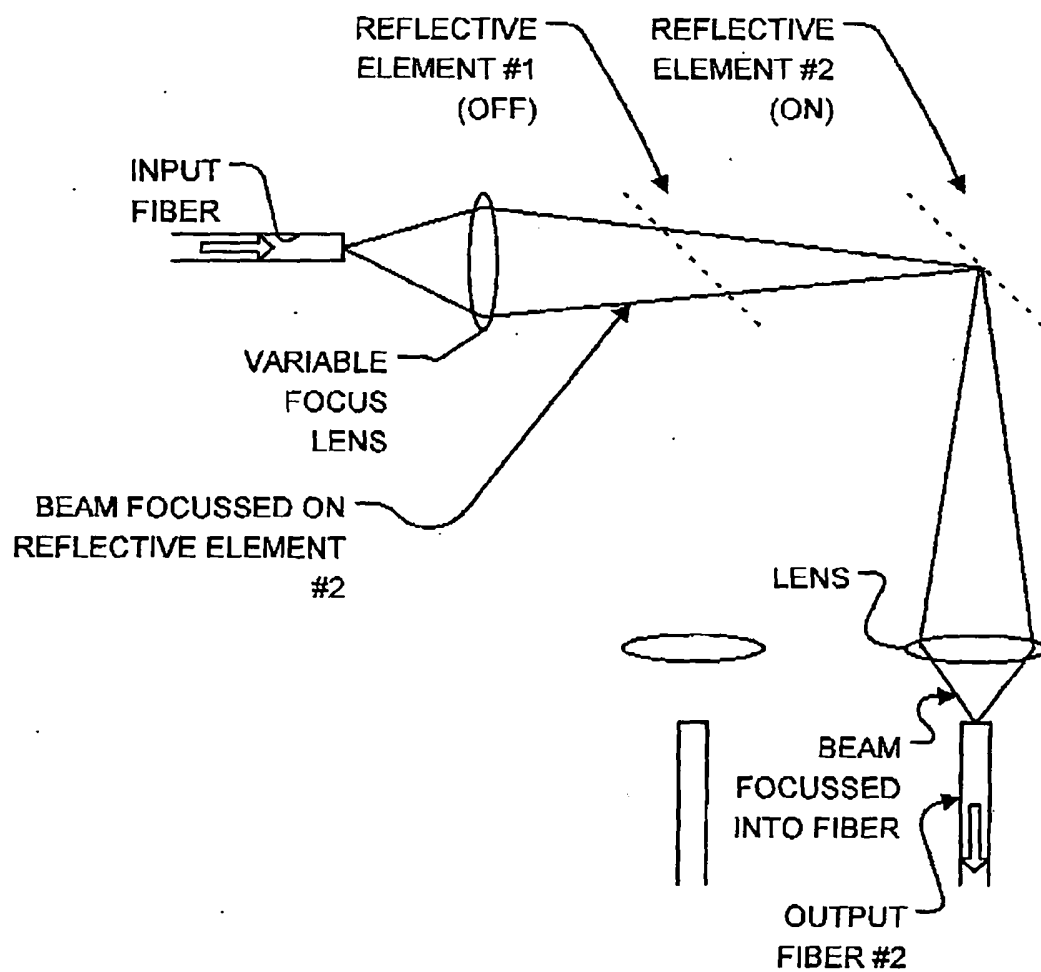 REFLECTIVE
ELEMENT #1
(OFF)
REFLECTIVE
ELEMENT #2
(ON)
INPUT
FIBER
VARIABLE
FOCUS
LENS
BEAM FOCUSSED ON
REFLECTIVE ELEMENT
#2
LENS
BEAM
FOCUSSED
INTO FIBER
OUTPUT
FIBER #2